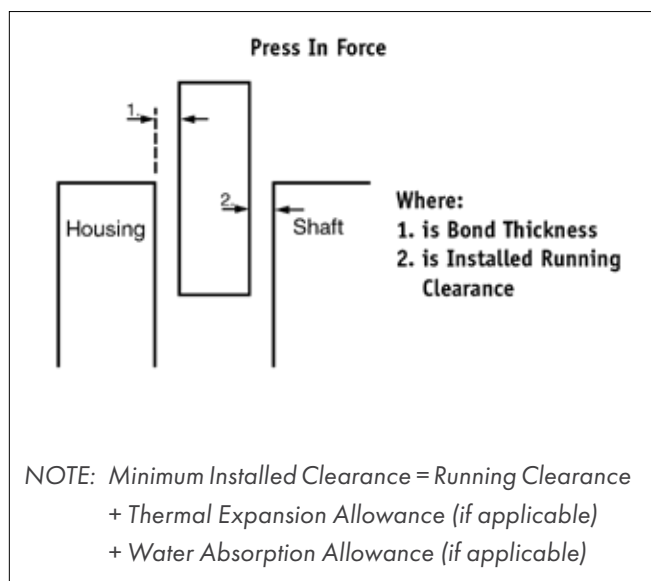 Press In Force
1.
2.
Housing
Shaft
Where:
1. is Bond Thickness
2. is Installed Running
Clearance
NOTE: Minimum Installed Clearance = Running Clearance
+ Thermal Expansion Allowance (if applicable)
+ Water Absorption Allowance (if applicable)